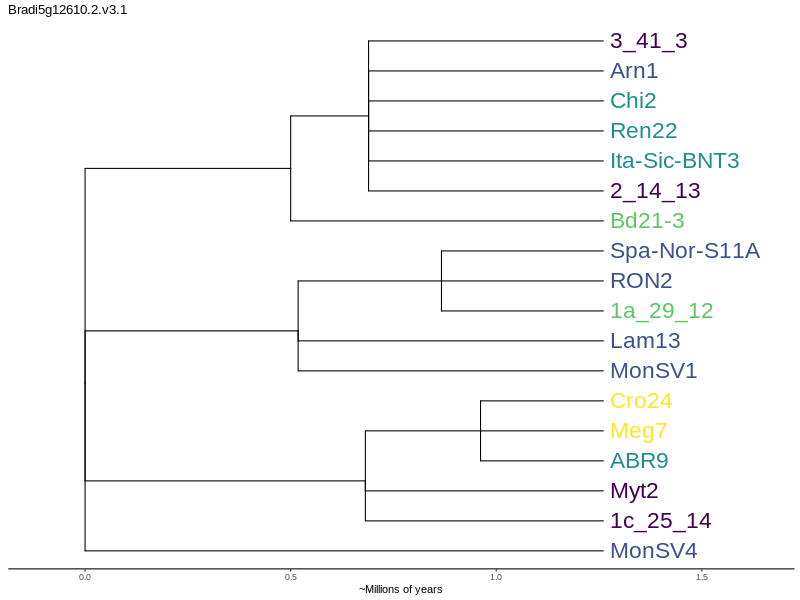 Bradi5g12610.2.v3.1
3_41_3
Arn1
Chi2
Ren22
Ita-Sic-BNT3
2_14_13
Bd21-3
Spa-Nor-S11A
RON2
1a_29_12
Lam13
MonSV1
Cro24
Meg7
ABR9
Myt2
1c_25_14
MonSV4
0.0 0.5 1.0 1.5
~Millions of years